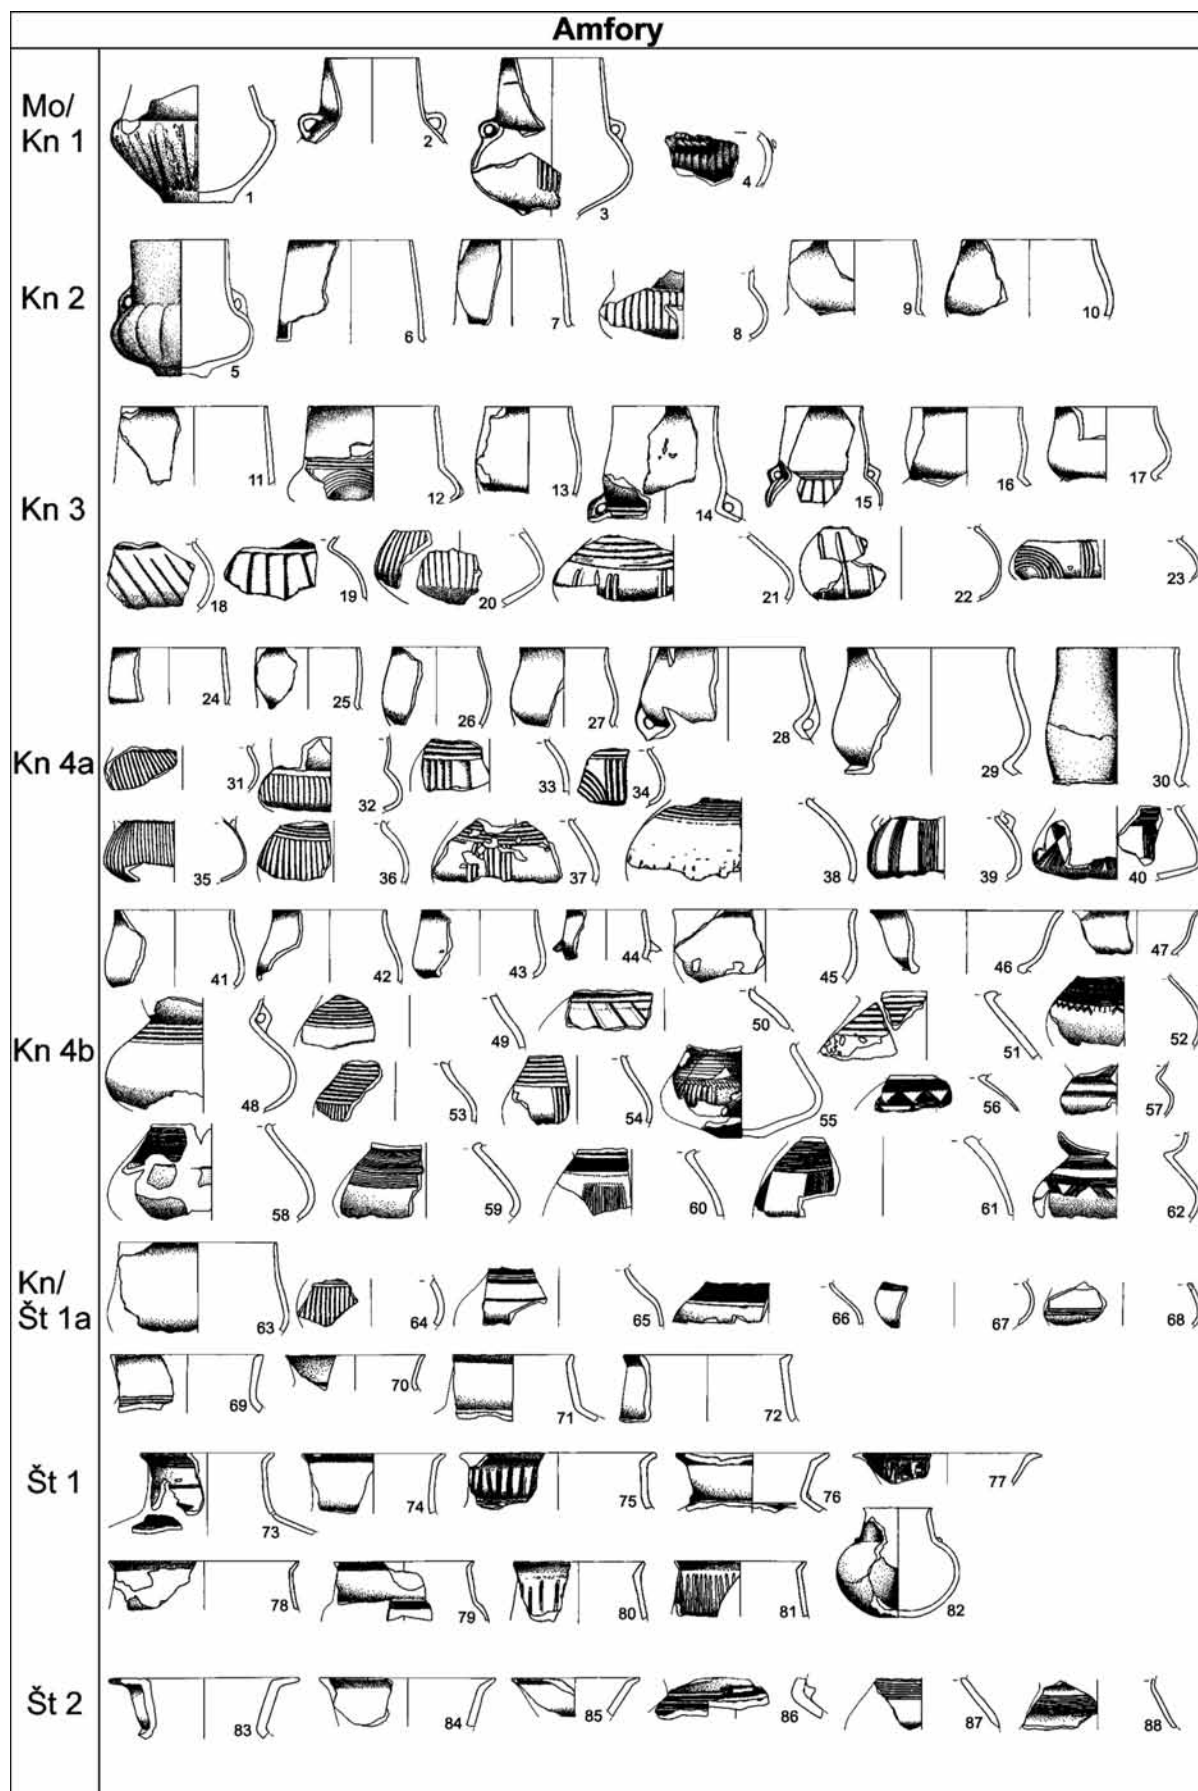 Amfory
Mo/
Kn 1
1 2 3 4
Kn 2
5 6 7 8 9 10
Kn 3
11 12 13 14 15 16 17
18 19 20 21 22 23
Kn 4a
24 25 26 27 28 29 30
31 32 33 34
35 36 37 38 39 40
Kn 4b
41 42 43 44 45 46 47
48 49 50 51 52
53 54 55 56 57
58 59 60 61 62
Kn/
Št 1a
63 64 65 66 67 68
69 70 71 72
Št 1
73 74 75 76 77
78 79 80 81 82
Št 2
83 84 85 86 87 88